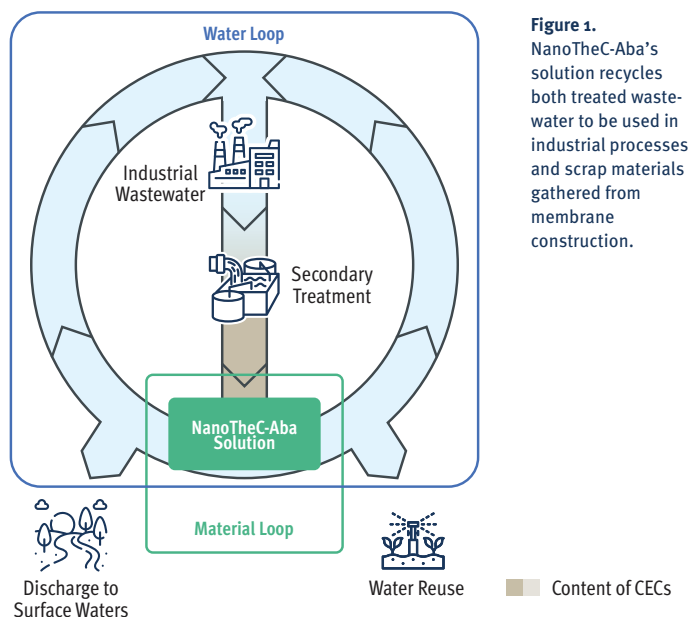 Water Loop
Industrial
Wastewater
Secondary
Treatment
NanoTheC-Aba
Solution
Material Loop
Discharge to
Surface Waters
Water Reuse
Content of CECs
Figure 1.
NanoTheC-Aba’s
solution recycles
both treated waste-
water to be used in
industrial processes
and scrap materials
gathered from
membrane
construction.